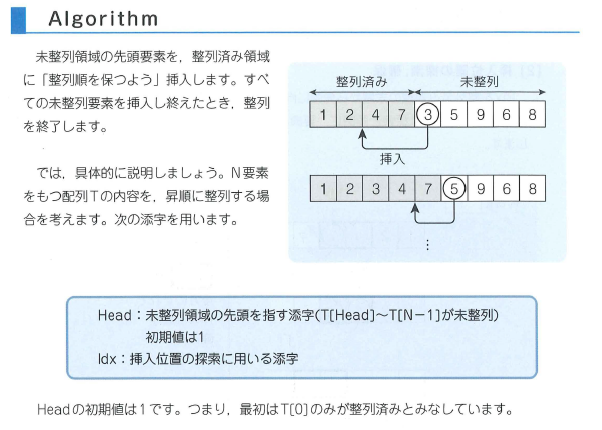 Algorithm
未整列領域の先頭要素を，整列済み領域
に「整列順を保つよう」挿入します。すべ
ての未整列要素を挿入し終えたとき，整列
を終了します。
では，具体的に説明しましょう。N要素
をもつ配列Tの内容を，昇順に整列する場
合を考えます。次の添字を用います。
整列済み 未整列
1 2 4 7 3 5 9 6 8
挿入
1 2 3 4 7 5 9 6 8
⋮
Head：未整列領域の先頭を指す添字(T[Head]～T[N－1]が未整列)
初期値は1
Idx：挿入位置の探索に用いる添字
Headの初期値は1です。つまり，最初はT[0]のみが整列済みとみなしています。